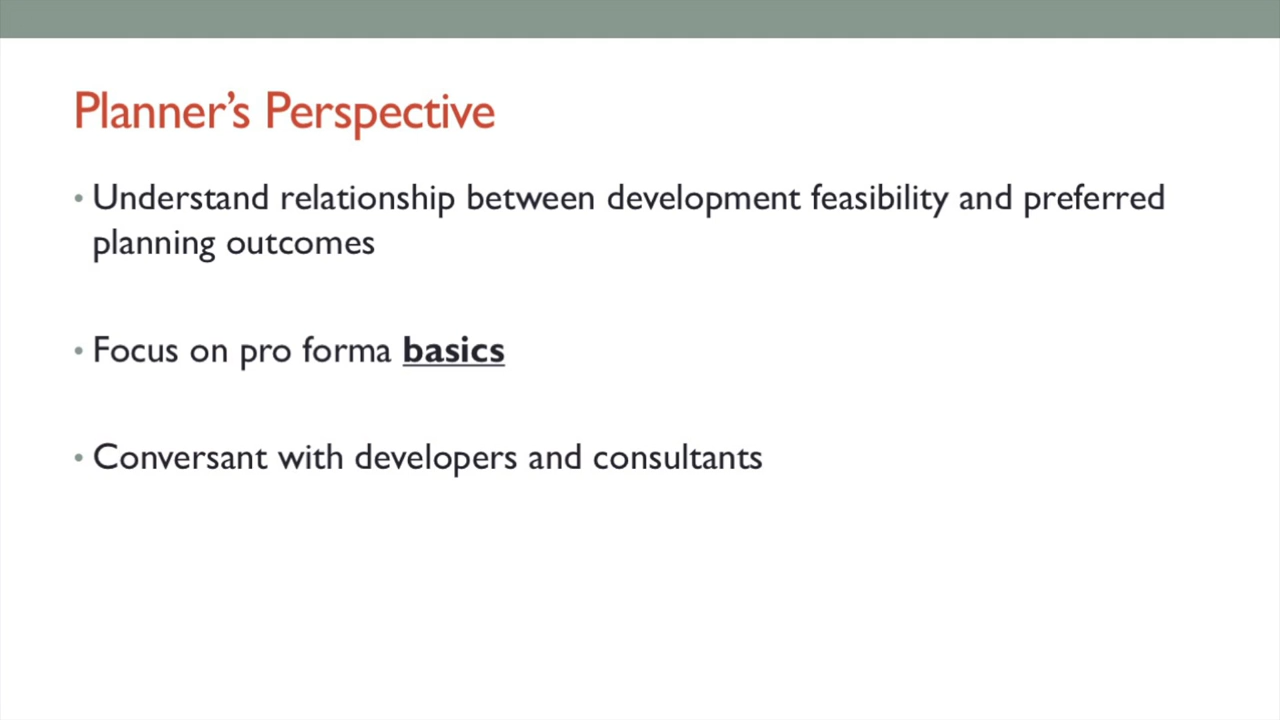 Planner’s Perspective
• Understand relationship between development feasibility and preferred
planning outcomes
• Focus on pro forma basics
• Conversant with developers and consultants